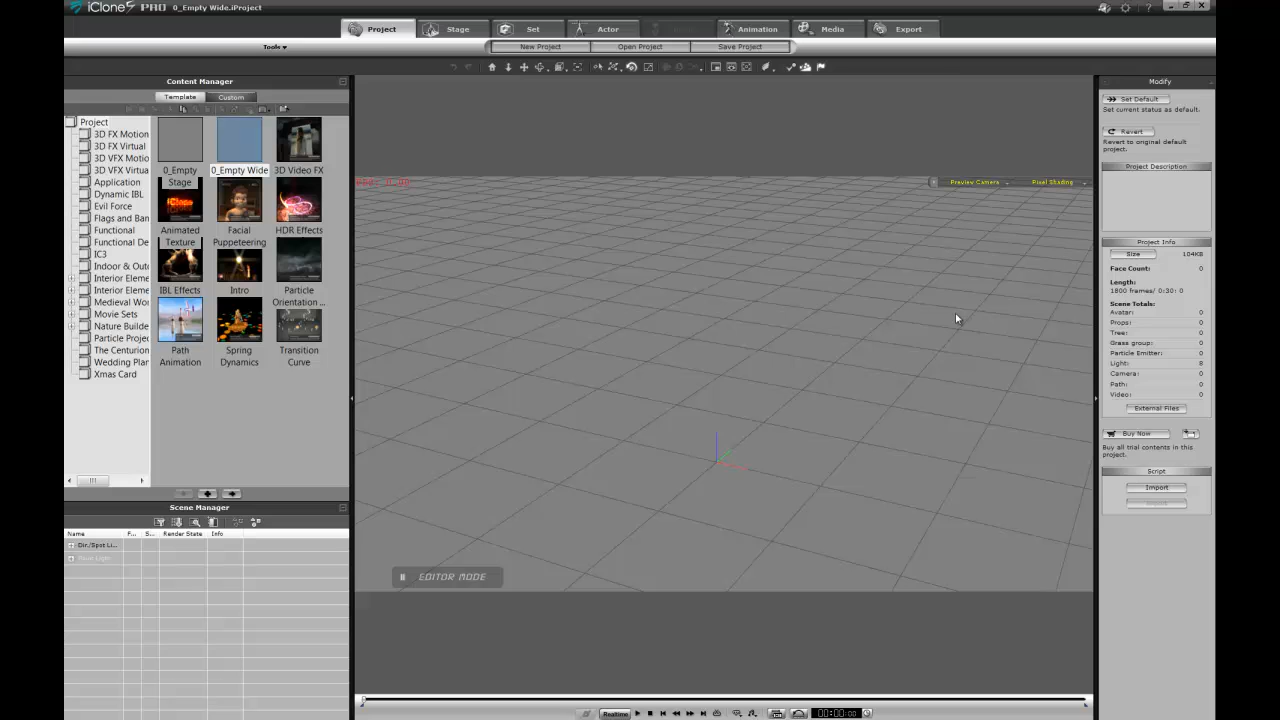 iClone5 PRO 0_Empty Wide.iProject
Project
Stage
Set
Actor
Animation
Media
Export
Tools
New Project
Open Project
Save Project
Content Manager
Template
Custom
Project
3D FX Motion
3D FX Virtual
3D VFX Motio
3D VFX Virtua
Application
Dynamic IBL
Evil Force
Flags and Ban
Functional
Functional De
IC3
Indoor & Outd
Interior Eleme
Interior Eleme
Medieval Wo
Movie Sets
Nature Builde
Particle Projec
The Centurion
Wedding Plan
Xmas Card
0_Empty
Stage
0_Empty Wide
3D Video FX
Animated
Texture
Facial
Puppeteering
HDR Effects
IBL Effects
Intro
Particle
Orientation ...
Path
Animation
Spring
Dynamics
Transition
Curve
Scene Manager
Name
F...
S...
Render State
Info
Dir./Spot Li...
Preview Camera
Pixel Shading
EDITOR MODE
Realtime
00:00:00
Modify
Set Default
Set current status as default.
Revert
Revert to original default
project.
Project Description
Project Info
Size 104KB
Face Count: 0
Length:
1800 frames/ 0:30: 0
Scene Totals:
Avatar: 0
Props: 0
Tree: 0
Grass group: 0
Particle Emitter: 0
Light: 8
Camera: 0
Path: 0
Video: 0
External Files
Buy Now
Buy all trial contents in this
project.
Script
Import